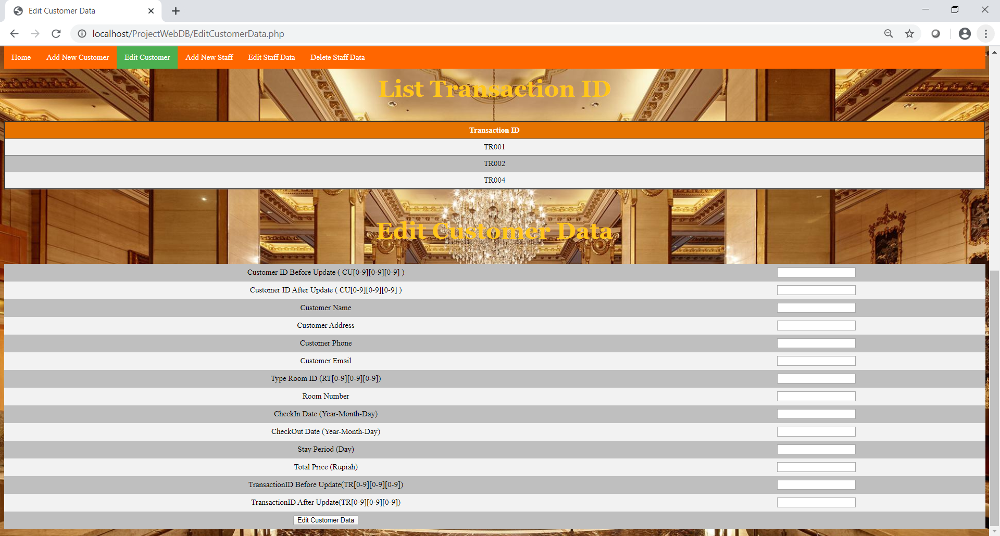 Edit Customer Data
localhost/ProjectWebDB/EditCustomerData.php
Home Add New Customer Edit Customer Add New Staff Edit Staff Data Delete Staff Data
List Transaction ID
Transaction ID
TR001
TR002
TR004
Edit Customer Data
Customer ID Before Update ( CU[0-9][0-9][0-9] )
Customer ID After Update ( CU[0-9][0-9][0-9] )
Customer Name
Customer Address
Customer Phone
Customer Email
Type Room ID (RT[0-9][0-9][0-9])
Room Number
CheckIn Date (Year-Month-Day)
CheckOut Date (Year-Month-Day)
Stay Period (Day)
Total Price (Rupiah)
TransactionID Before Update(TR[0-9][0-9][0-9])
TransactionID After Update(TR[0-9][0-9][0-9])
Edit Customer Data